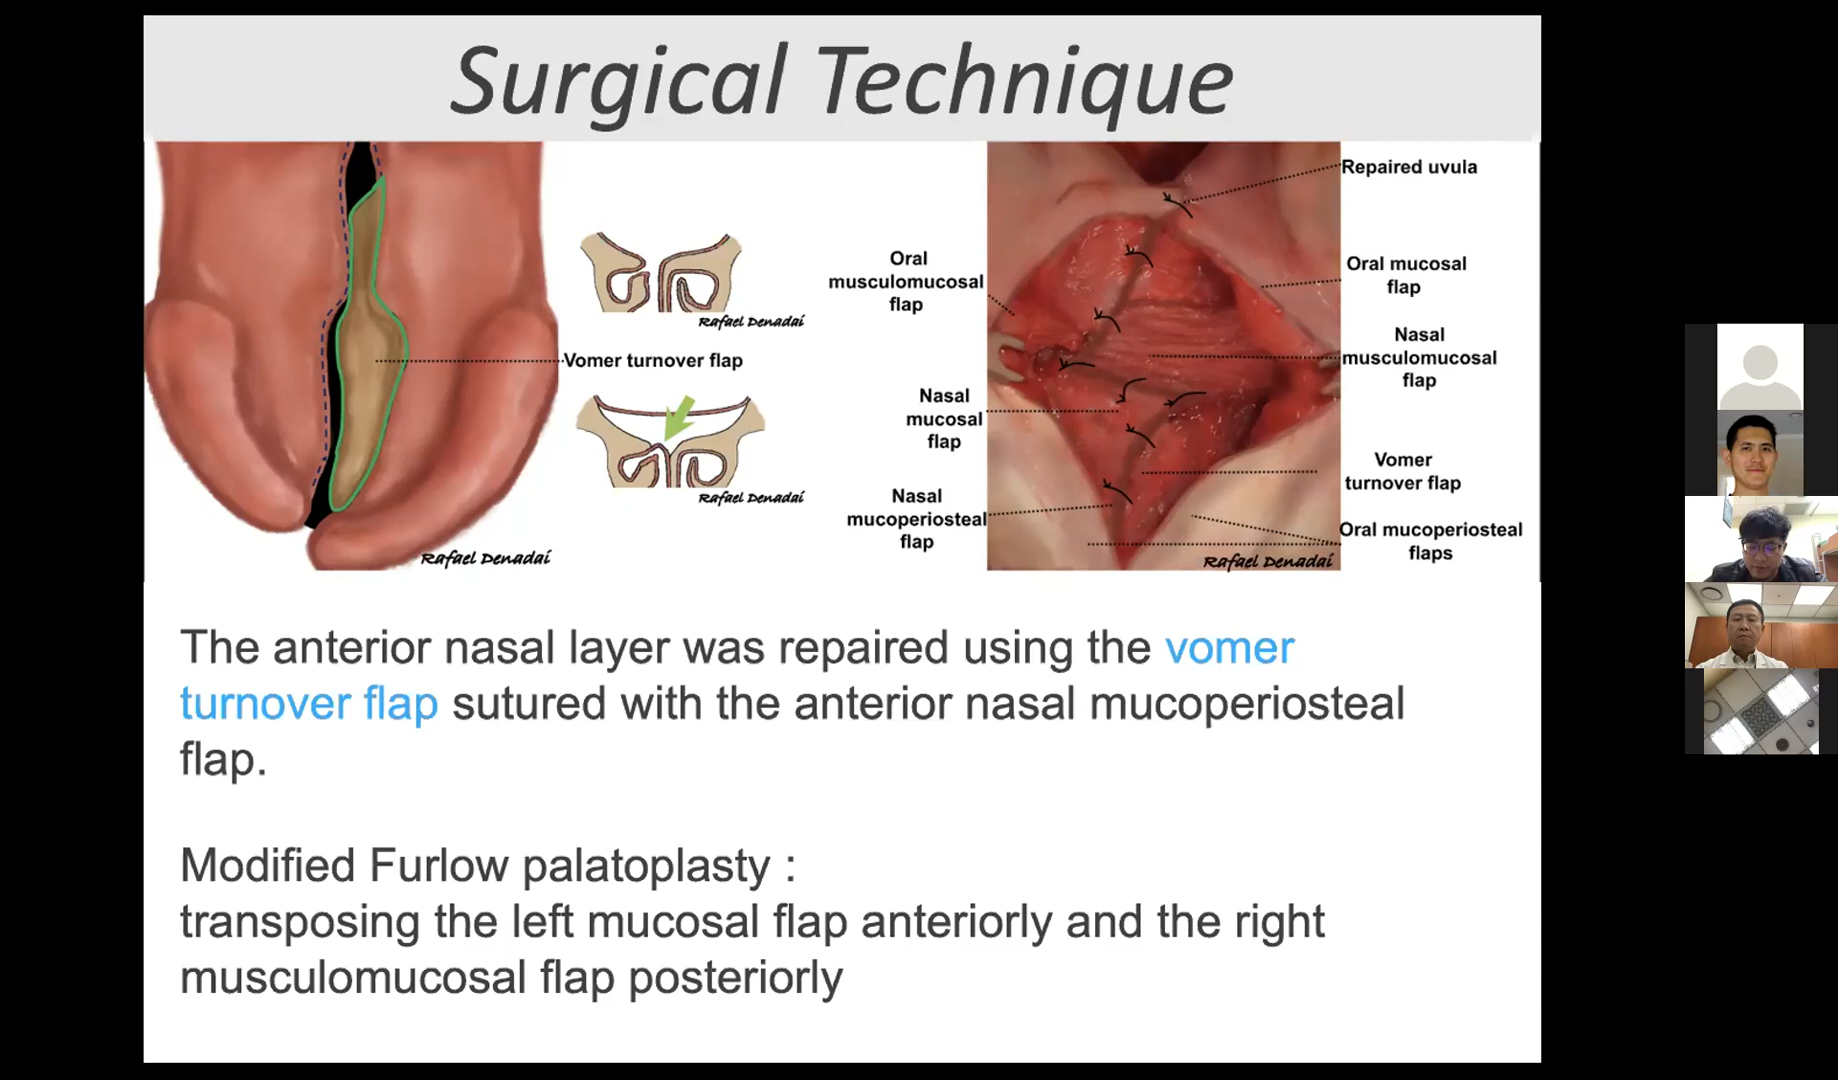 Surgical Technique
Rafael Denadai
Vomer turnover flap
Rafael Denadai
Rafael Denadai
Oral
musculomucosal
flap
Nasal
mucosal
flap
Nasal
mucoperiosteal
flap
Repaired uvula
Oral mucosal
flap
Nasal
musculomucosal
flap
Vomer
turnover flap
Oral mucoperiosteal
flaps
Rafael Denadai
The anterior nasal layer was repaired using the vomer
turnover flap sutured with the anterior nasal mucoperiosteal
flap.
Modified Furlow palatoplasty :
transposing the left mucosal flap anteriorly and the right
musculomucosal flap posteriorly